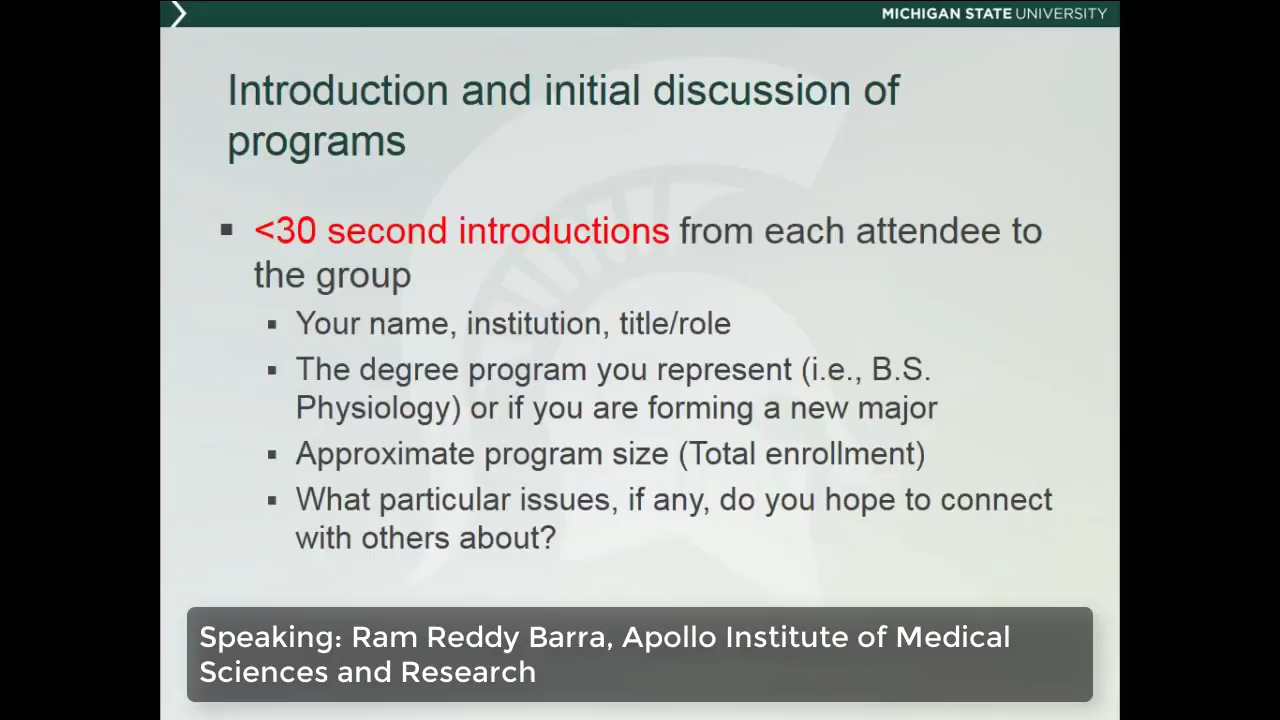 MICHIGAN STATE UNIVERSITY
Introduction and initial discussion of
programs
▪ <30 second introductions from each attendee to
the group
▪ Your name, institution, title/role
▪ The degree program you represent (i.e., B.S.
Physiology) or if you are forming a new major
▪ Approximate program size (Total enrollment)
▪ What particular issues, if any, do you hope to connect
with others about?
Speaking: Ram Reddy Barra, Apollo Institute of Medical
Sciences and Research